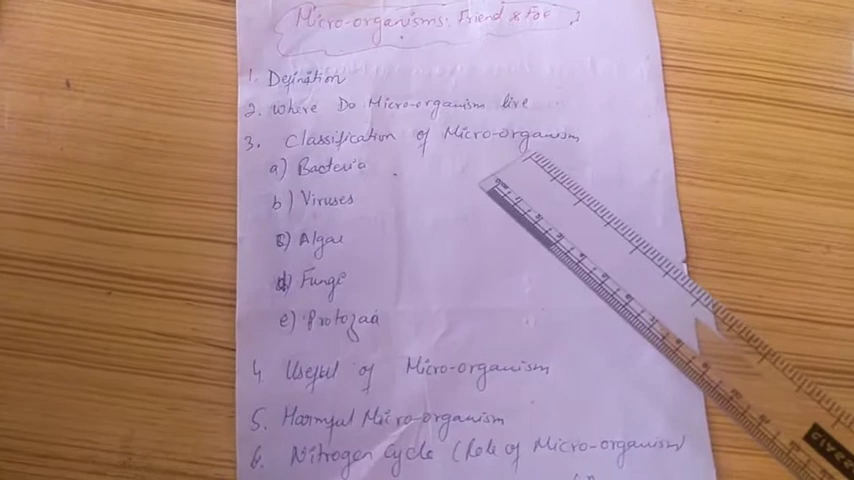 Micro-organisms: Friend & Foe
1. Definition
2. Where Do Micro-organism live
3. Classification of Micro-organism
a) Bacteria
b) Viruses
c) Algae
d) Fungi
e) Protozaa
4. Useful of Micro-organism
5. Harmful Micro-organism
6. Nitrogen Cycle (Role of Micro-organism)